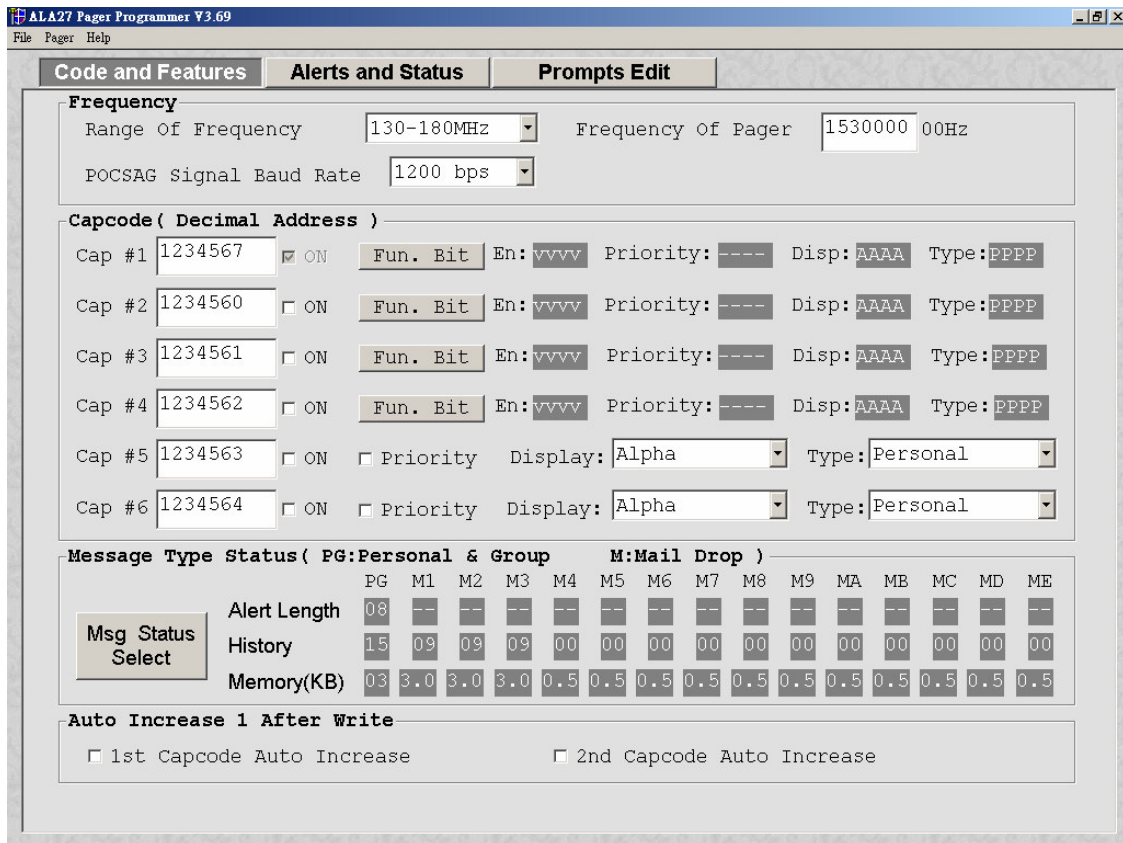 ALA27 Pager Programmer V3.69
File Pager Help
Code and Features Alerts and Status Prompts Edit
Frequency
Range Of Frequency 130-180MHz Frequency Of Pager 1530000 00Hz
POCSAG Signal Baud Rate 1200 bps
Capcode( Decimal Address )
Cap #1 1234567 ON Fun. Bit En: vvvv Priority: ---- Disp: AAAA Type: PPPP
Cap #2 1234560 ON Fun. Bit En: vvvv Priority: ---- Disp: AAAA Type: PPPP
Cap #3 1234561 ON Fun. Bit En: vvvv Priority: ---- Disp: AAAA Type: PPPP
Cap #4 1234562 ON Fun. Bit En: vvvv Priority: ---- Disp: AAAA Type: PPPP
Cap #5 1234563 ON Priority Display: Alpha Type: Personal
Cap #6 1234564 ON Priority Display: Alpha Type: Personal
Message Type Status( PG:Personal & Group M:Mail Drop )
PG M1 M2 M3 M4 M5 M6 M7 M8 M9 MA MB MC MD ME
Alert Length 08 -- -- -- -- -- -- -- -- -- -- -- -- -- --
Msg Status Select
History 15 09 09 09 00 00 00 00 00 00 00 00 00 00 00
Memory(KB) 03 3.0 3.0 3.0 0.5 0.5 0.5 0.5 0.5 0.5 0.5 0.5 0.5 0.5 0.5
Auto Increase 1 After Write
1st Capcode Auto Increase 2nd Capcode Auto Increase